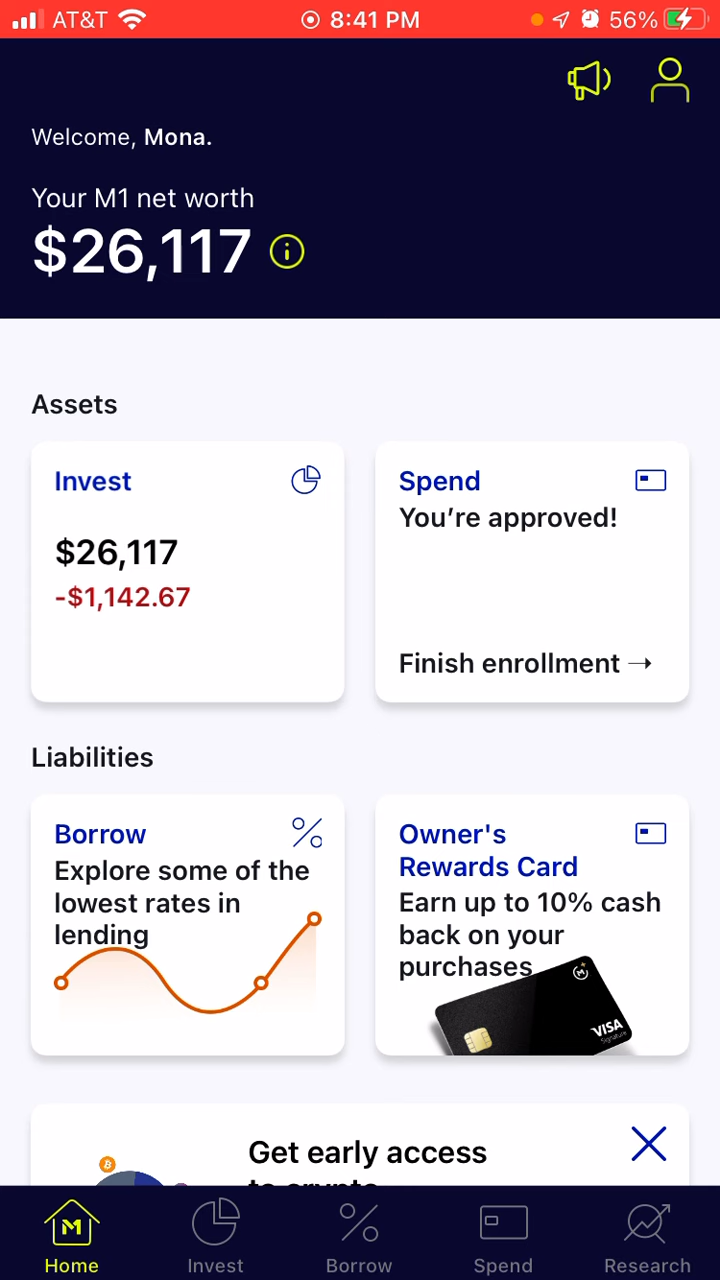 AT&T 8:41 PM 56%
Welcome, Mona.
Your M1 net worth
$26,117
Assets
Invest
$26,117
-$1,142.67
Spend
You're approved!
Finish enrollment →
Liabilities
Borrow
Explore some of the
lowest rates in
lending
Owner's
Rewards Card
Earn up to 10% cash
back on your
purchases
VISA
Signature
Get early access
to crypto
Home Invest Borrow Spend Research